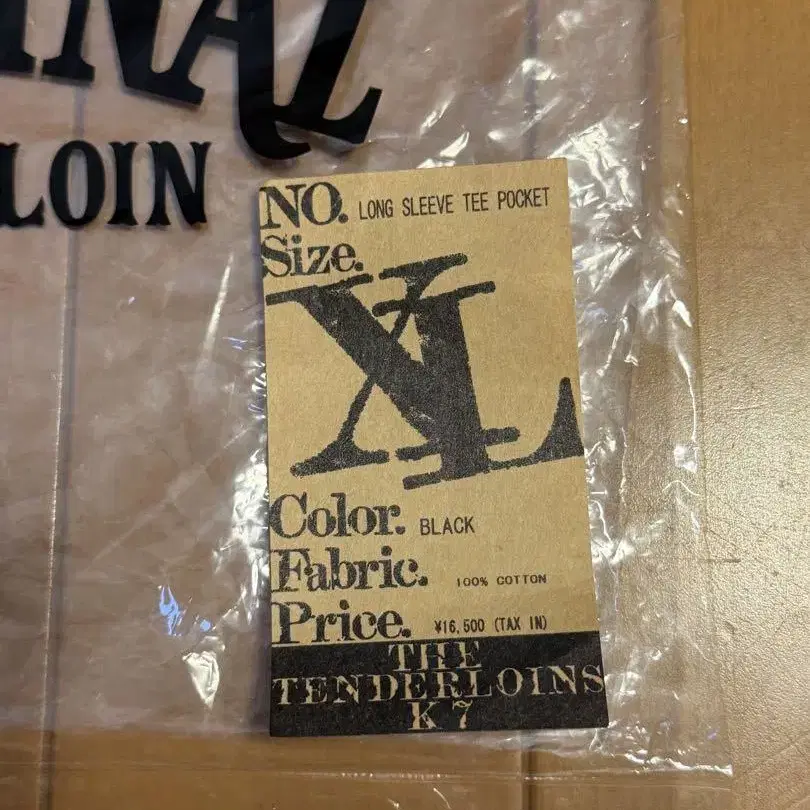 LOIN
NO. LONG SLEEVE TEE POCKET
Size.
XL
Color. BLACK
Fabric. 100% COTTON
Price. ¥16,500 (TAX IN)
THE
TENDERLOINS
K7